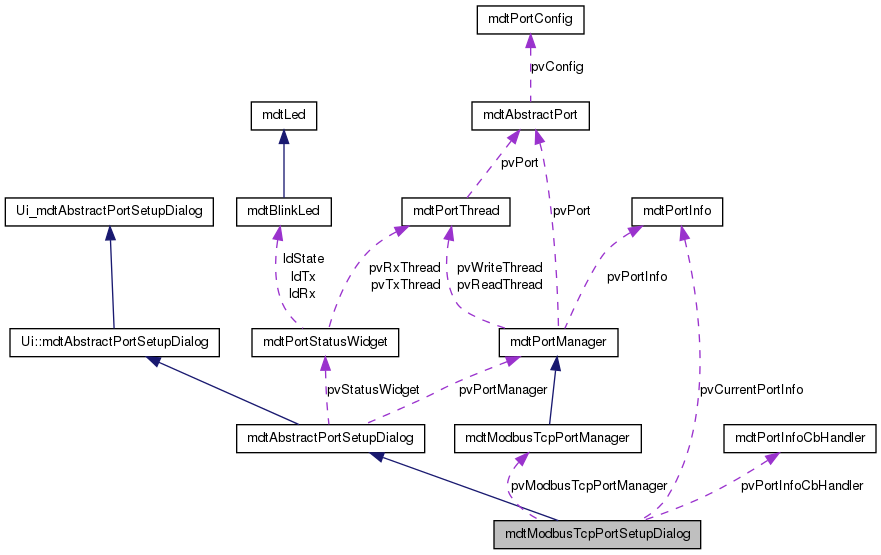 mdtPortConfig
pvConfig
mdtLed
mdtAbstractPort
pvPort
Ui_mdtAbstractPortSetupDialog
mdtBlinkLed
mdtPortThread
pvPort
mdtPortInfo
ldState
ldTx
ldRx
pvRxThread
pvTxThread
pvWriteThread
pvReadThread
pvPortInfo
Ui::mdtAbstractPortSetupDialog
mdtPortStatusWidget
mdtPortManager
pvStatusWidget
pvPortManager
pvCurrentPortInfo
mdtAbstractPortSetupDialog
mdtModbusTcpPortManager
mdtPortInfoCbHandler
pvModbusTcpPortManager
pvPortInfoCbHandler
mdtModbusTcpPortSetupDialog